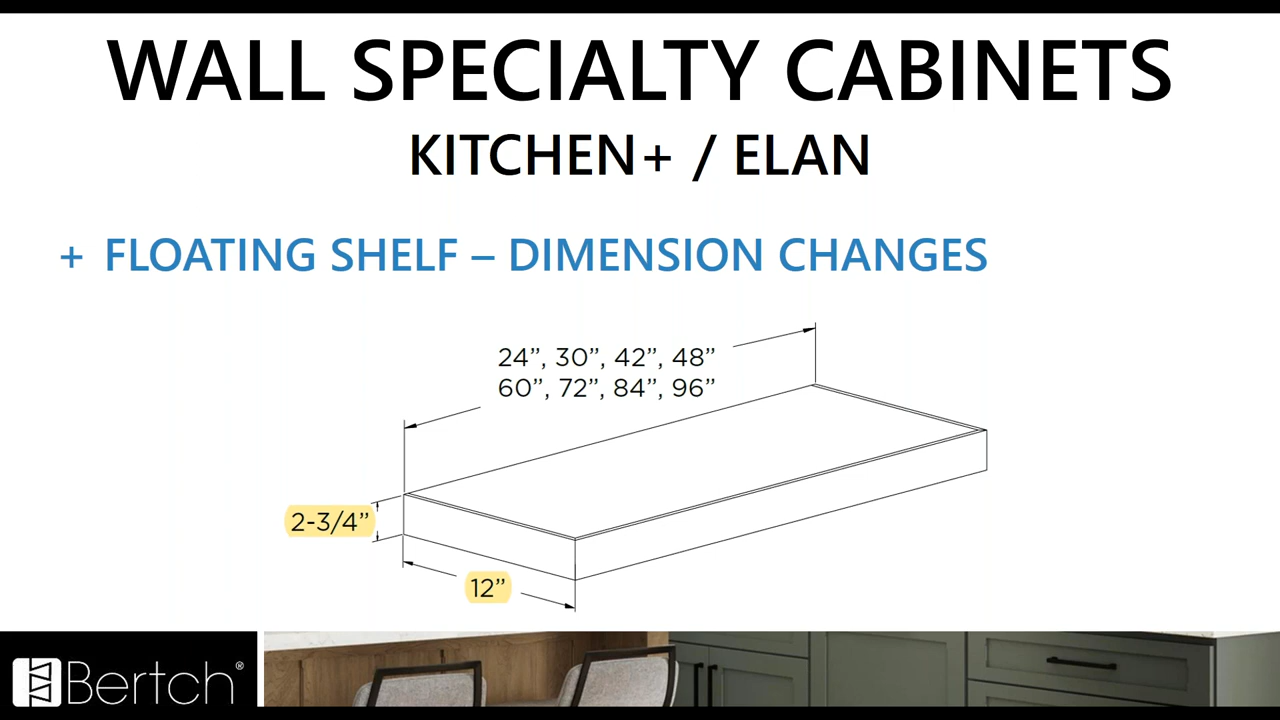 WALL SPECIALTY CABINETS
KITCHEN+ / ELAN
+ FLOATING SHELF – DIMENSION CHANGES
24”, 30”, 42”, 48”
60”, 72”, 84”, 96”
2-3/4”
12”
Bertch®